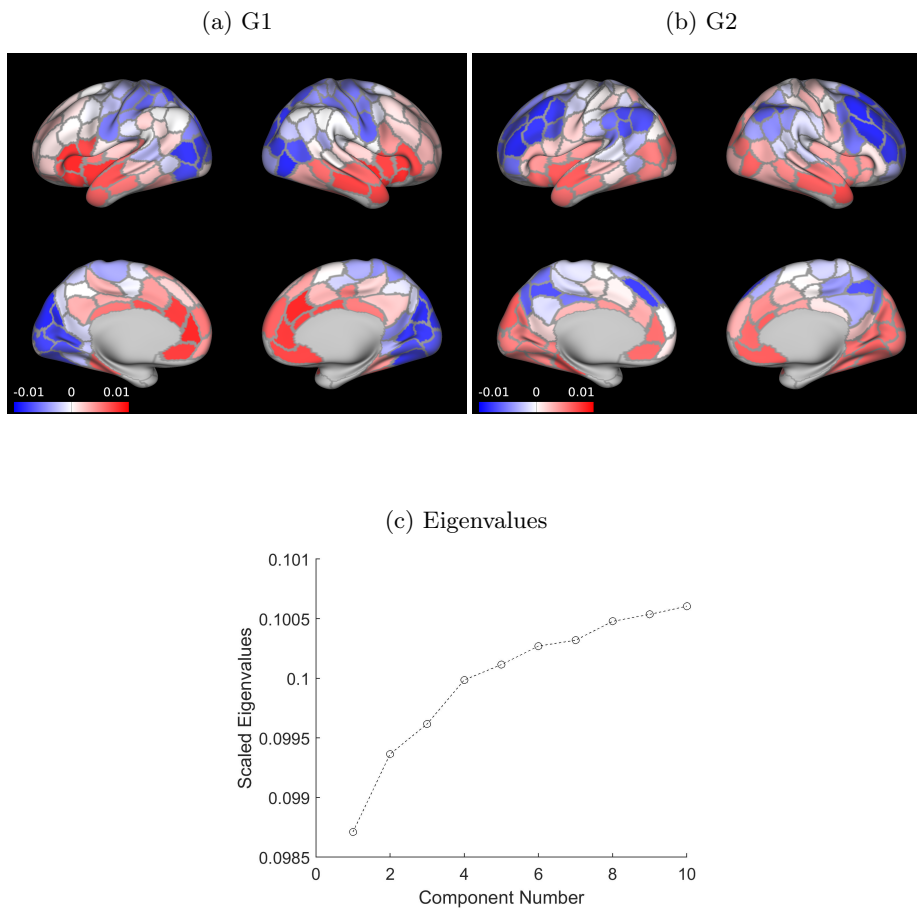 (a) G1
(b) G2
-0.01 0 0.01
-0.01 0 0.01
(c) Eigenvalues
0.101
0.1005
0.1
0.0995
0.099
0.0985
Scaled Eigenvalues
0 2 4 6 8 10
Component Number